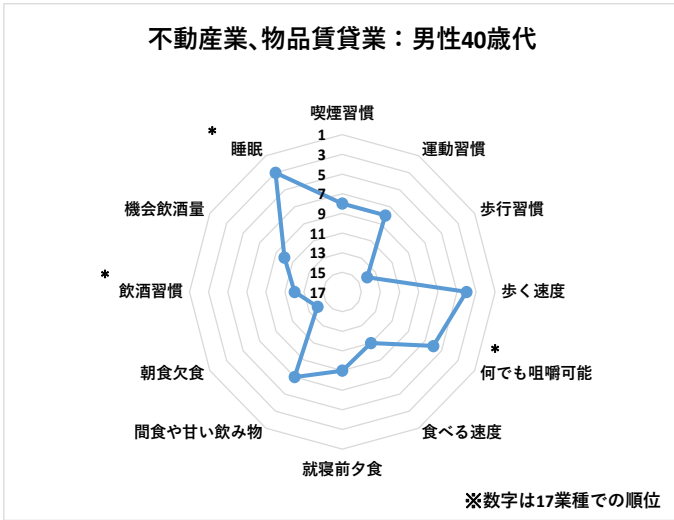 不動産業、物品賃貸業：男性40歳代
喫煙習慣
運動習慣
歩行習慣
歩く速度
*
何でも咀嚼可能
食べる速度
就寝前夕食
間食や甘い飲み物
朝食欠食
*
飲酒習慣
機会飲酒量
*
睡眠
1
3
5
7
9
11
13
15
17
※数字は17業種での順位